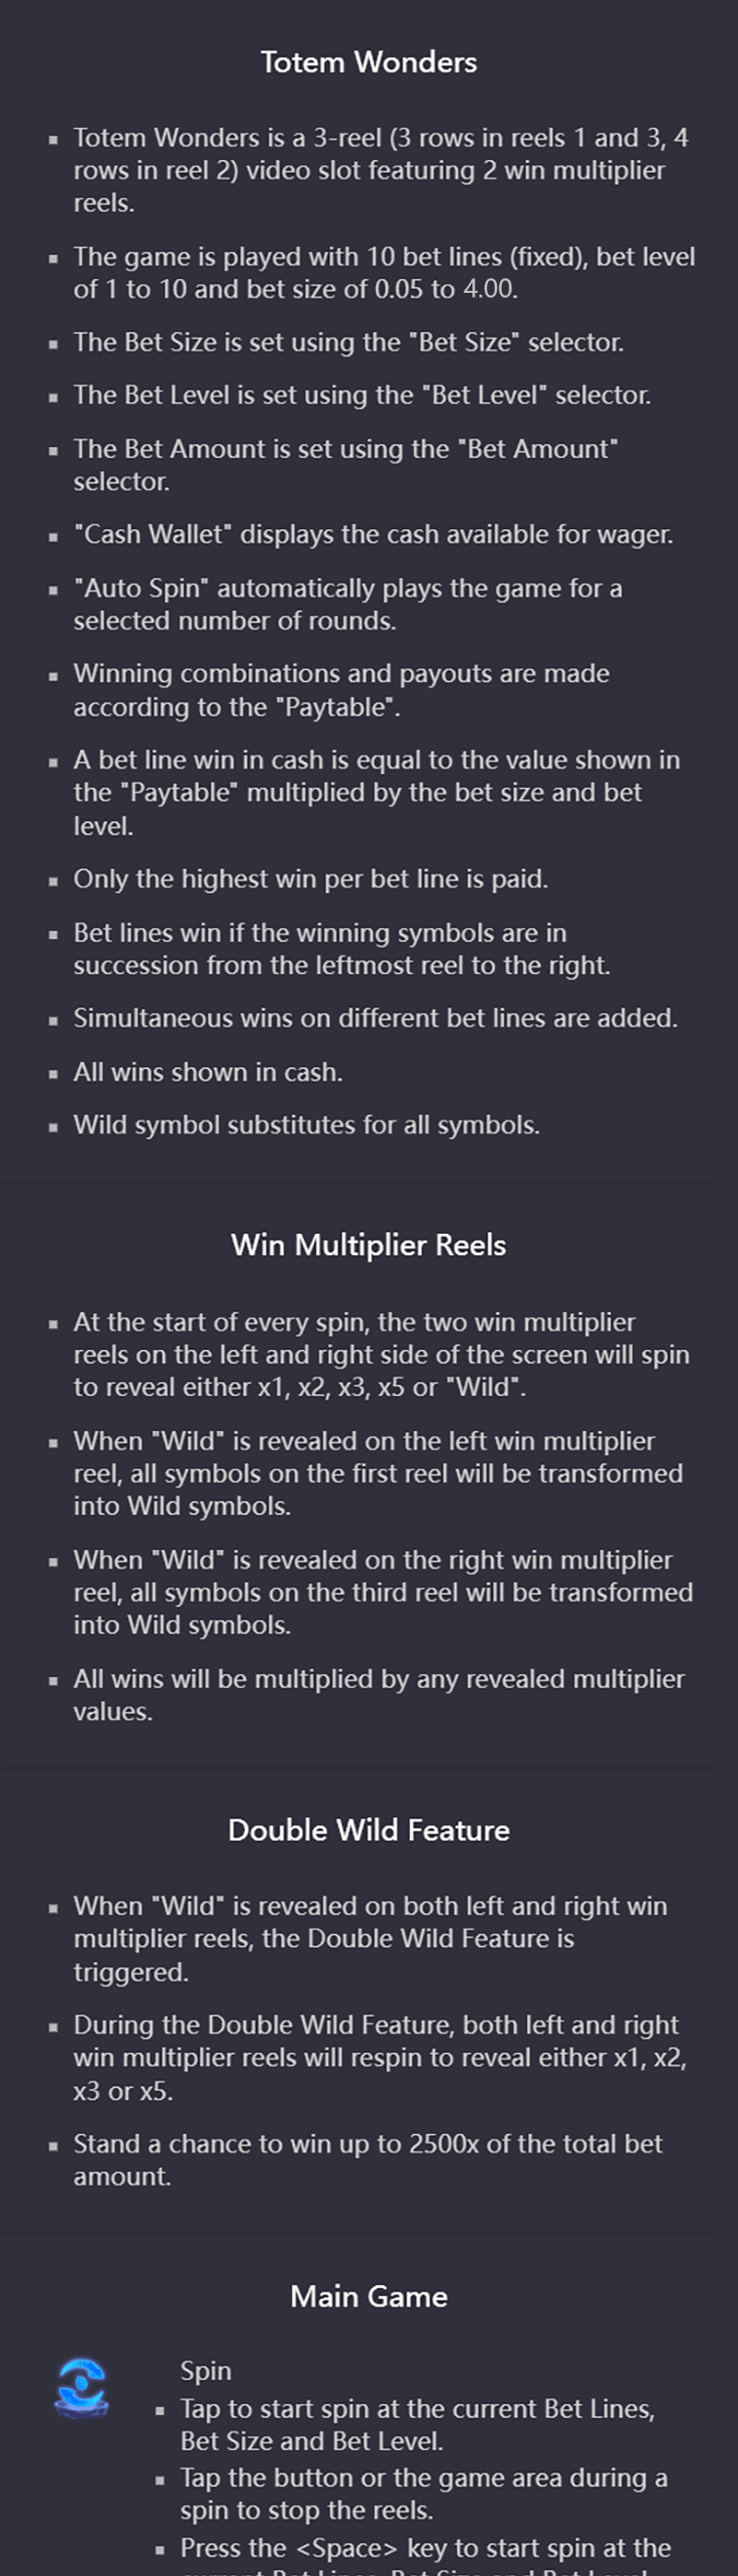 Totem Wonders
Totem Wonders is a 3-reel (3 rows in reels 1 and 3, 4
rows in reel 2) video slot featuring 2 win multiplier
reels.
The game is played with 10 bet lines (fixed), bet level
of 1 to 10 and bet size of 0.05 to 4.00.
The Bet Size is set using the "Bet Size" selector.
The Bet Level is set using the "Bet Level" selector.
The Bet Amount is set using the "Bet Amount"
selector.
"Cash Wallet" displays the cash available for wager.
"Auto Spin" automatically plays the game for a
selected number of rounds.
Winning combinations and payouts are made
according to the "Paytable".
A bet line win in cash is equal to the value shown in
the "Paytable" multiplied by the bet size and bet
level.
Only the highest win per bet line is paid.
Bet lines win if the winning symbols are in
succession from the leftmost reel to the right.
Simultaneous wins on different bet lines are added.
All wins shown in cash.
Wild symbol substitutes for all symbols.
Win Multiplier Reels
At the start of every spin, the two win multiplier
reels on the left and right side of the screen will spin
to reveal either x1, x2, x3, x5 or "Wild".
When "Wild" is revealed on the left win multiplier
reel, all symbols on the first reel will be transformed
into Wild symbols.
When "Wild" is revealed on the right win multiplier
reel, all symbols on the third reel will be transformed
into Wild symbols.
All wins will be multiplied by any revealed multiplier
values.
Double Wild Feature
When "Wild" is revealed on both left and right win
multiplier reels, the Double Wild Feature is
triggered.
During the Double Wild Feature, both left and right
win multiplier reels will respin to reveal either x1, x2,
x3 or x5.
Stand a chance to win up to 2500x of the total bet
amount.
Main Game
Spin
Tap to start spin at the current Bet Lines,
Bet Size and Bet Level.
Tap the button or the game area during a
spin to stop the reels.
Press the <Space> key to start spin at the
current Bet Lines, Bet Size and Bet Level